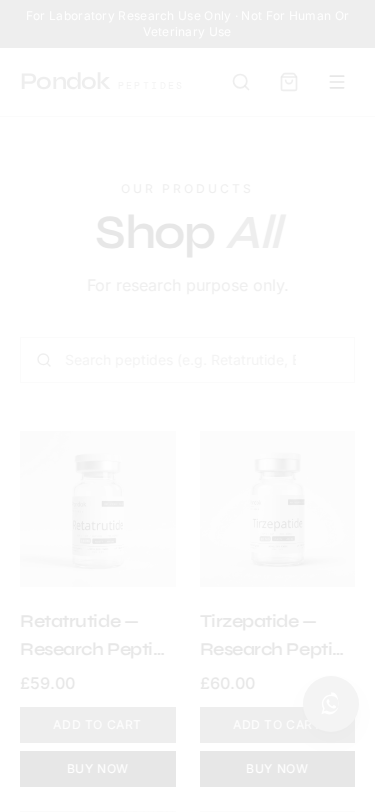 For Laboratory Research Use Only · Not For Human Or
Veterinary Use
Pondok PEPTIDES
OUR PRODUCTS
Shop All
For research purpose only.
Search peptides (e.g. Retatrutide,
Retatrutide
Tirzepatide
Retatrutide —
Research Pepti...
Tirzepatide —
Research Pepti...
£59.00
£60.00
ADD TO CART
ADD TO CART
BUY NOW
BUY NOW